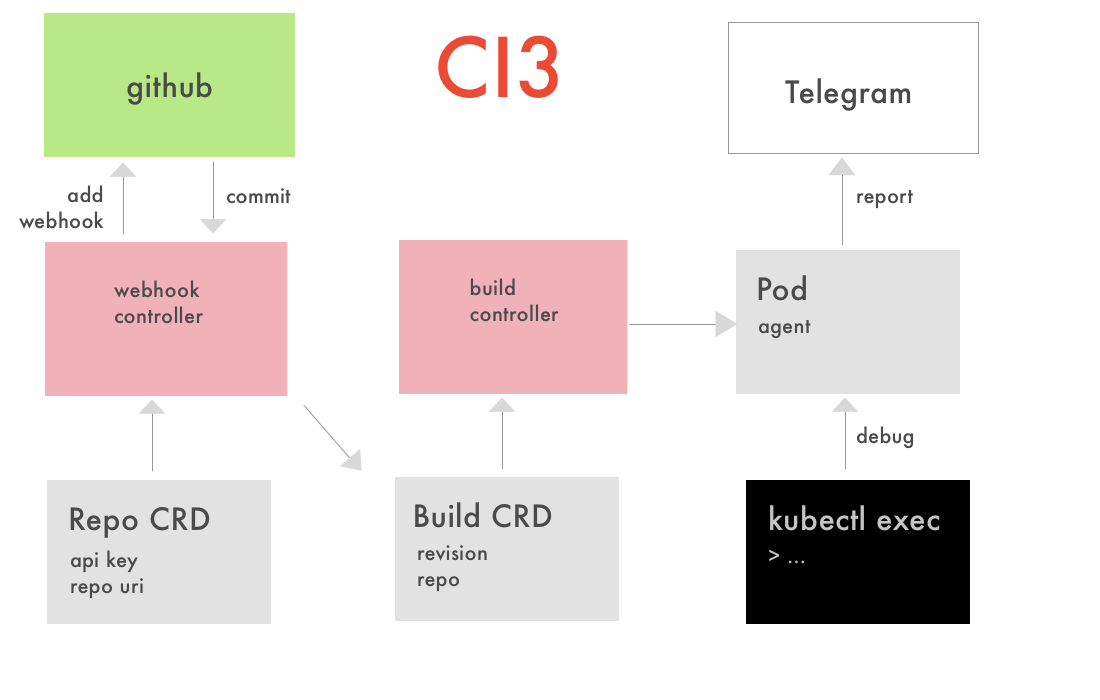 github
CI3
Telegram
add
webhook
commit
report
webhook
controller
build
controller
Pod
agent
debug
Repo CRD
api key
repo uri
Build CRD
revision
repo
kubectl exec
> ...